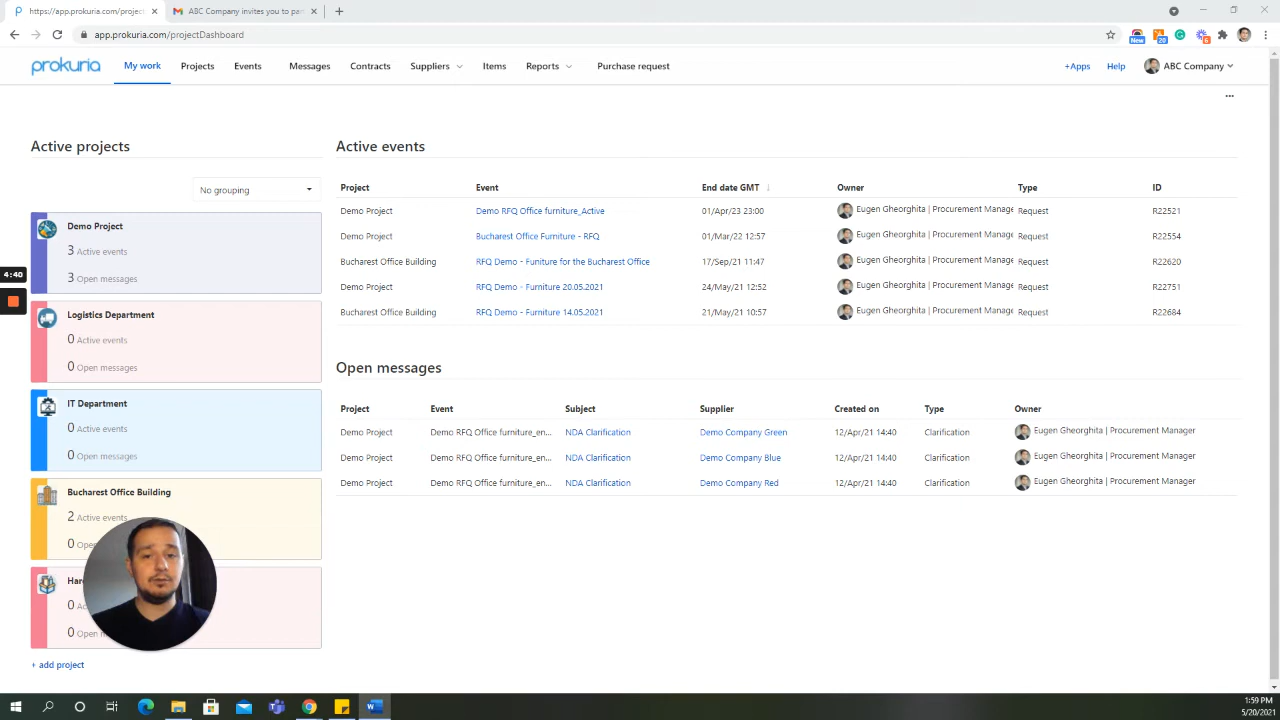 https://app.prokuria.com/projec
ABC Company invites you to pa
app.prokuria.com/projectDashboard
New
20
6
prokuria
My work
Projects
Events
Messages
Contracts
Suppliers
Items
Reports
Purchase request
+Apps
Help
ABC Company
Active projects
No grouping
Demo Project
3 Active events
3 Open messages
Logistics Department
0 Active events
0 Open messages
IT Department
0 Active events
0 Open messages
Bucharest Office Building
2 Active events
0
0
0
+ add project
4:40
Active events
Project Event End date GMT ↓ Owner Type ID
Demo Project Demo RFQ Office furniture_Active 01/Apr/23 23:00 Eugen Gheorghita | Procurement Manage Request R22521
Demo Project Bucharest Office Furniture - RFQ 01/Mar/22 12:57 Eugen Gheorghita | Procurement Manage Request R22554
Bucharest Office Building RFQ Demo - Funiture for the Bucharest Office 17/Sep/21 11:47 Eugen Gheorghita | Procurement Manage Request R22620
Demo Project RFQ Demo - Furniture 20.05.2021 24/May/21 12:52 Eugen Gheorghita | Procurement Manage Request R22751
Bucharest Office Building RFQ Demo - Furniture 14.05.2021 21/May/21 10:57 Eugen Gheorghita | Procurement Manage Request R22684
Open messages
Project Event Subject Supplier Created on Type Owner
Demo Project Demo RFQ Office furniture_en... NDA Clarification Demo Company Green 12/Apr/21 14:40 Clarification Eugen Gheorghita | Procurement Manager
Demo Project Demo RFQ Office furniture_en... NDA Clarification Demo Company Blue 12/Apr/21 14:40 Clarification Eugen Gheorghita | Procurement Manager
Demo Project Demo RFQ Office furniture_en... NDA Clarification Demo Company Red 12/Apr/21 14:40 Clarification Eugen Gheorghita | Procurement Manager
1:59 PM
5/20/2021